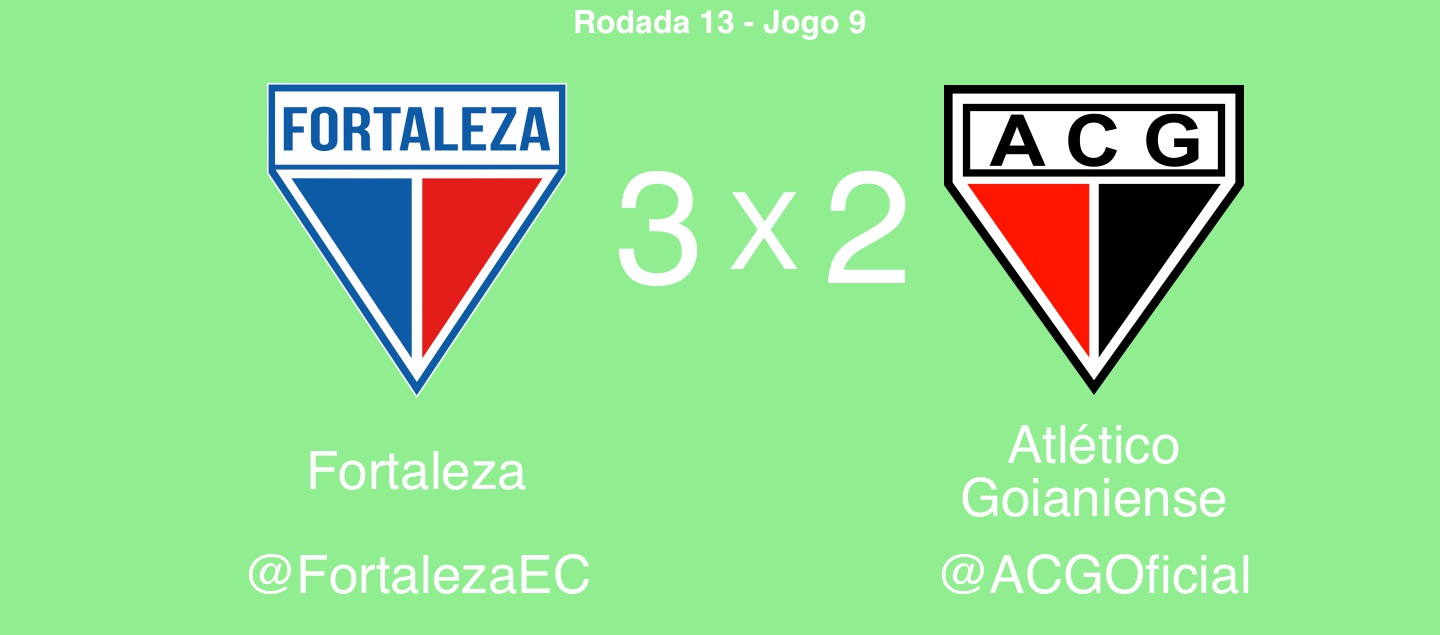 Rodada 13 - Jogo 9
FORTALEZA
A C G
3 x 2
Fortaleza
Atlético
Goianiense
@FortalezaEC
@ACGOficial